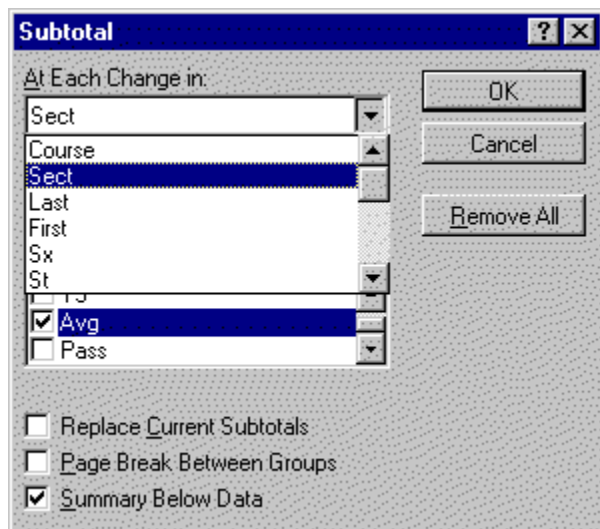 Subtotal
At Each Change in:
OK
Sect
Cancel
Course
Sect
Last
Remove All
First
Sx
St
Avg
Pass
Replace Current Subtotals
Page Break Between Groups
Summary Below Data